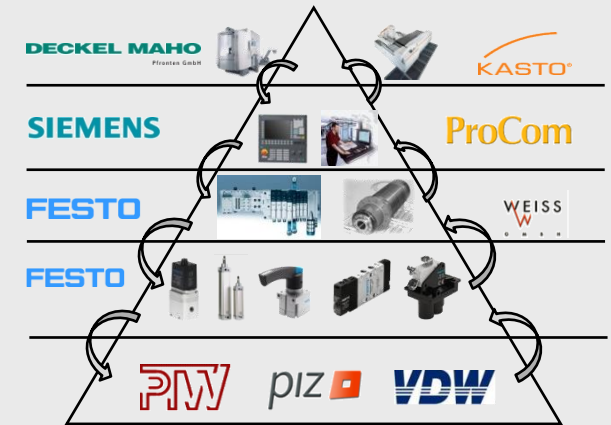 DECKEL MAHO
Pfronten GmbH
KASTO®
SIEMENS
ProCom
FESTO
WEISS
W
GMBH
FESTO
PTW
PIZ
VDW